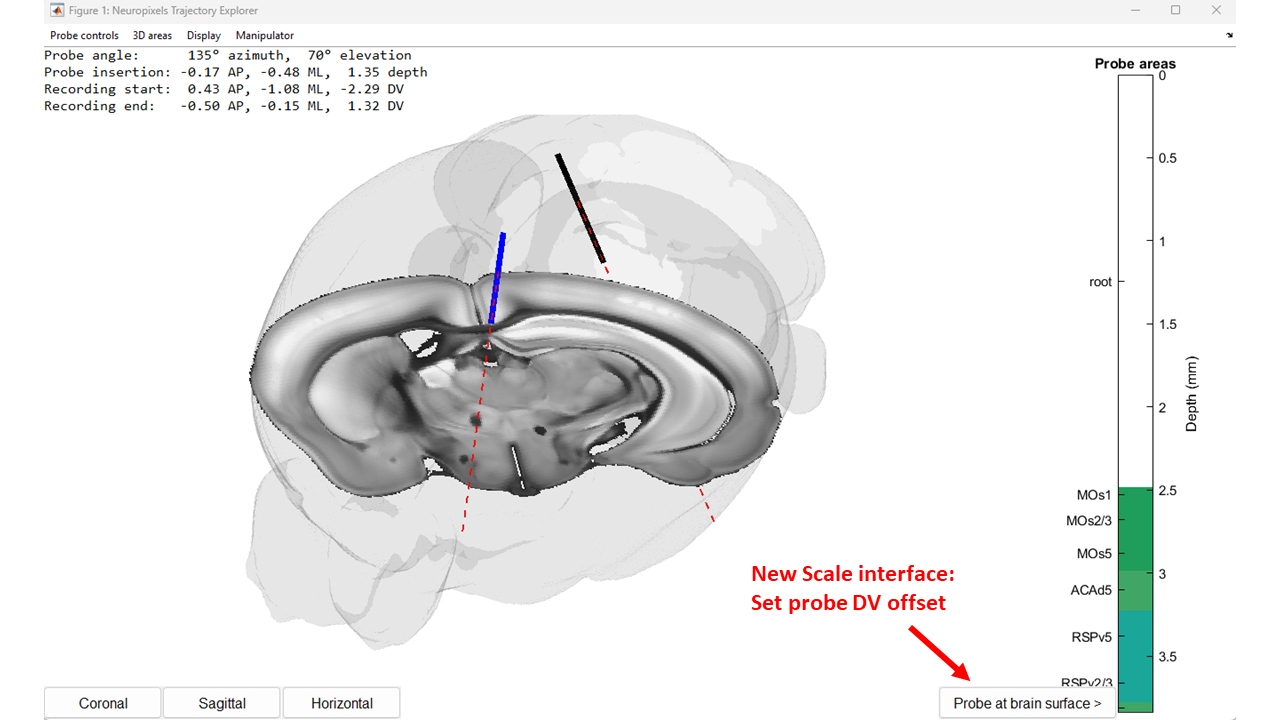 Figure 1: Neuropixels Trajectory Explorer
Probe controls 3D areas Display Manipulator
Probe angle: 135° azimuth, 70° elevation
Probe insertion: -0.17 AP, -0.48 ML, 1.35 depth
Recording start: 0.43 AP, -1.08 ML, -2.29 DV
Recording end: -0.50 AP, -0.15 ML, 1.32 DV
Probe areas
0
0.5
1
root
1.5
2
Depth (mm)
2.5
MOs1
MOs2/3
MOs5
3
ACAd5
RSPv5
3.5
RSPv2/3
New Scale interface:
Set probe DV offset
Coronal Sagittal Horizontal
Probe at brain surface >